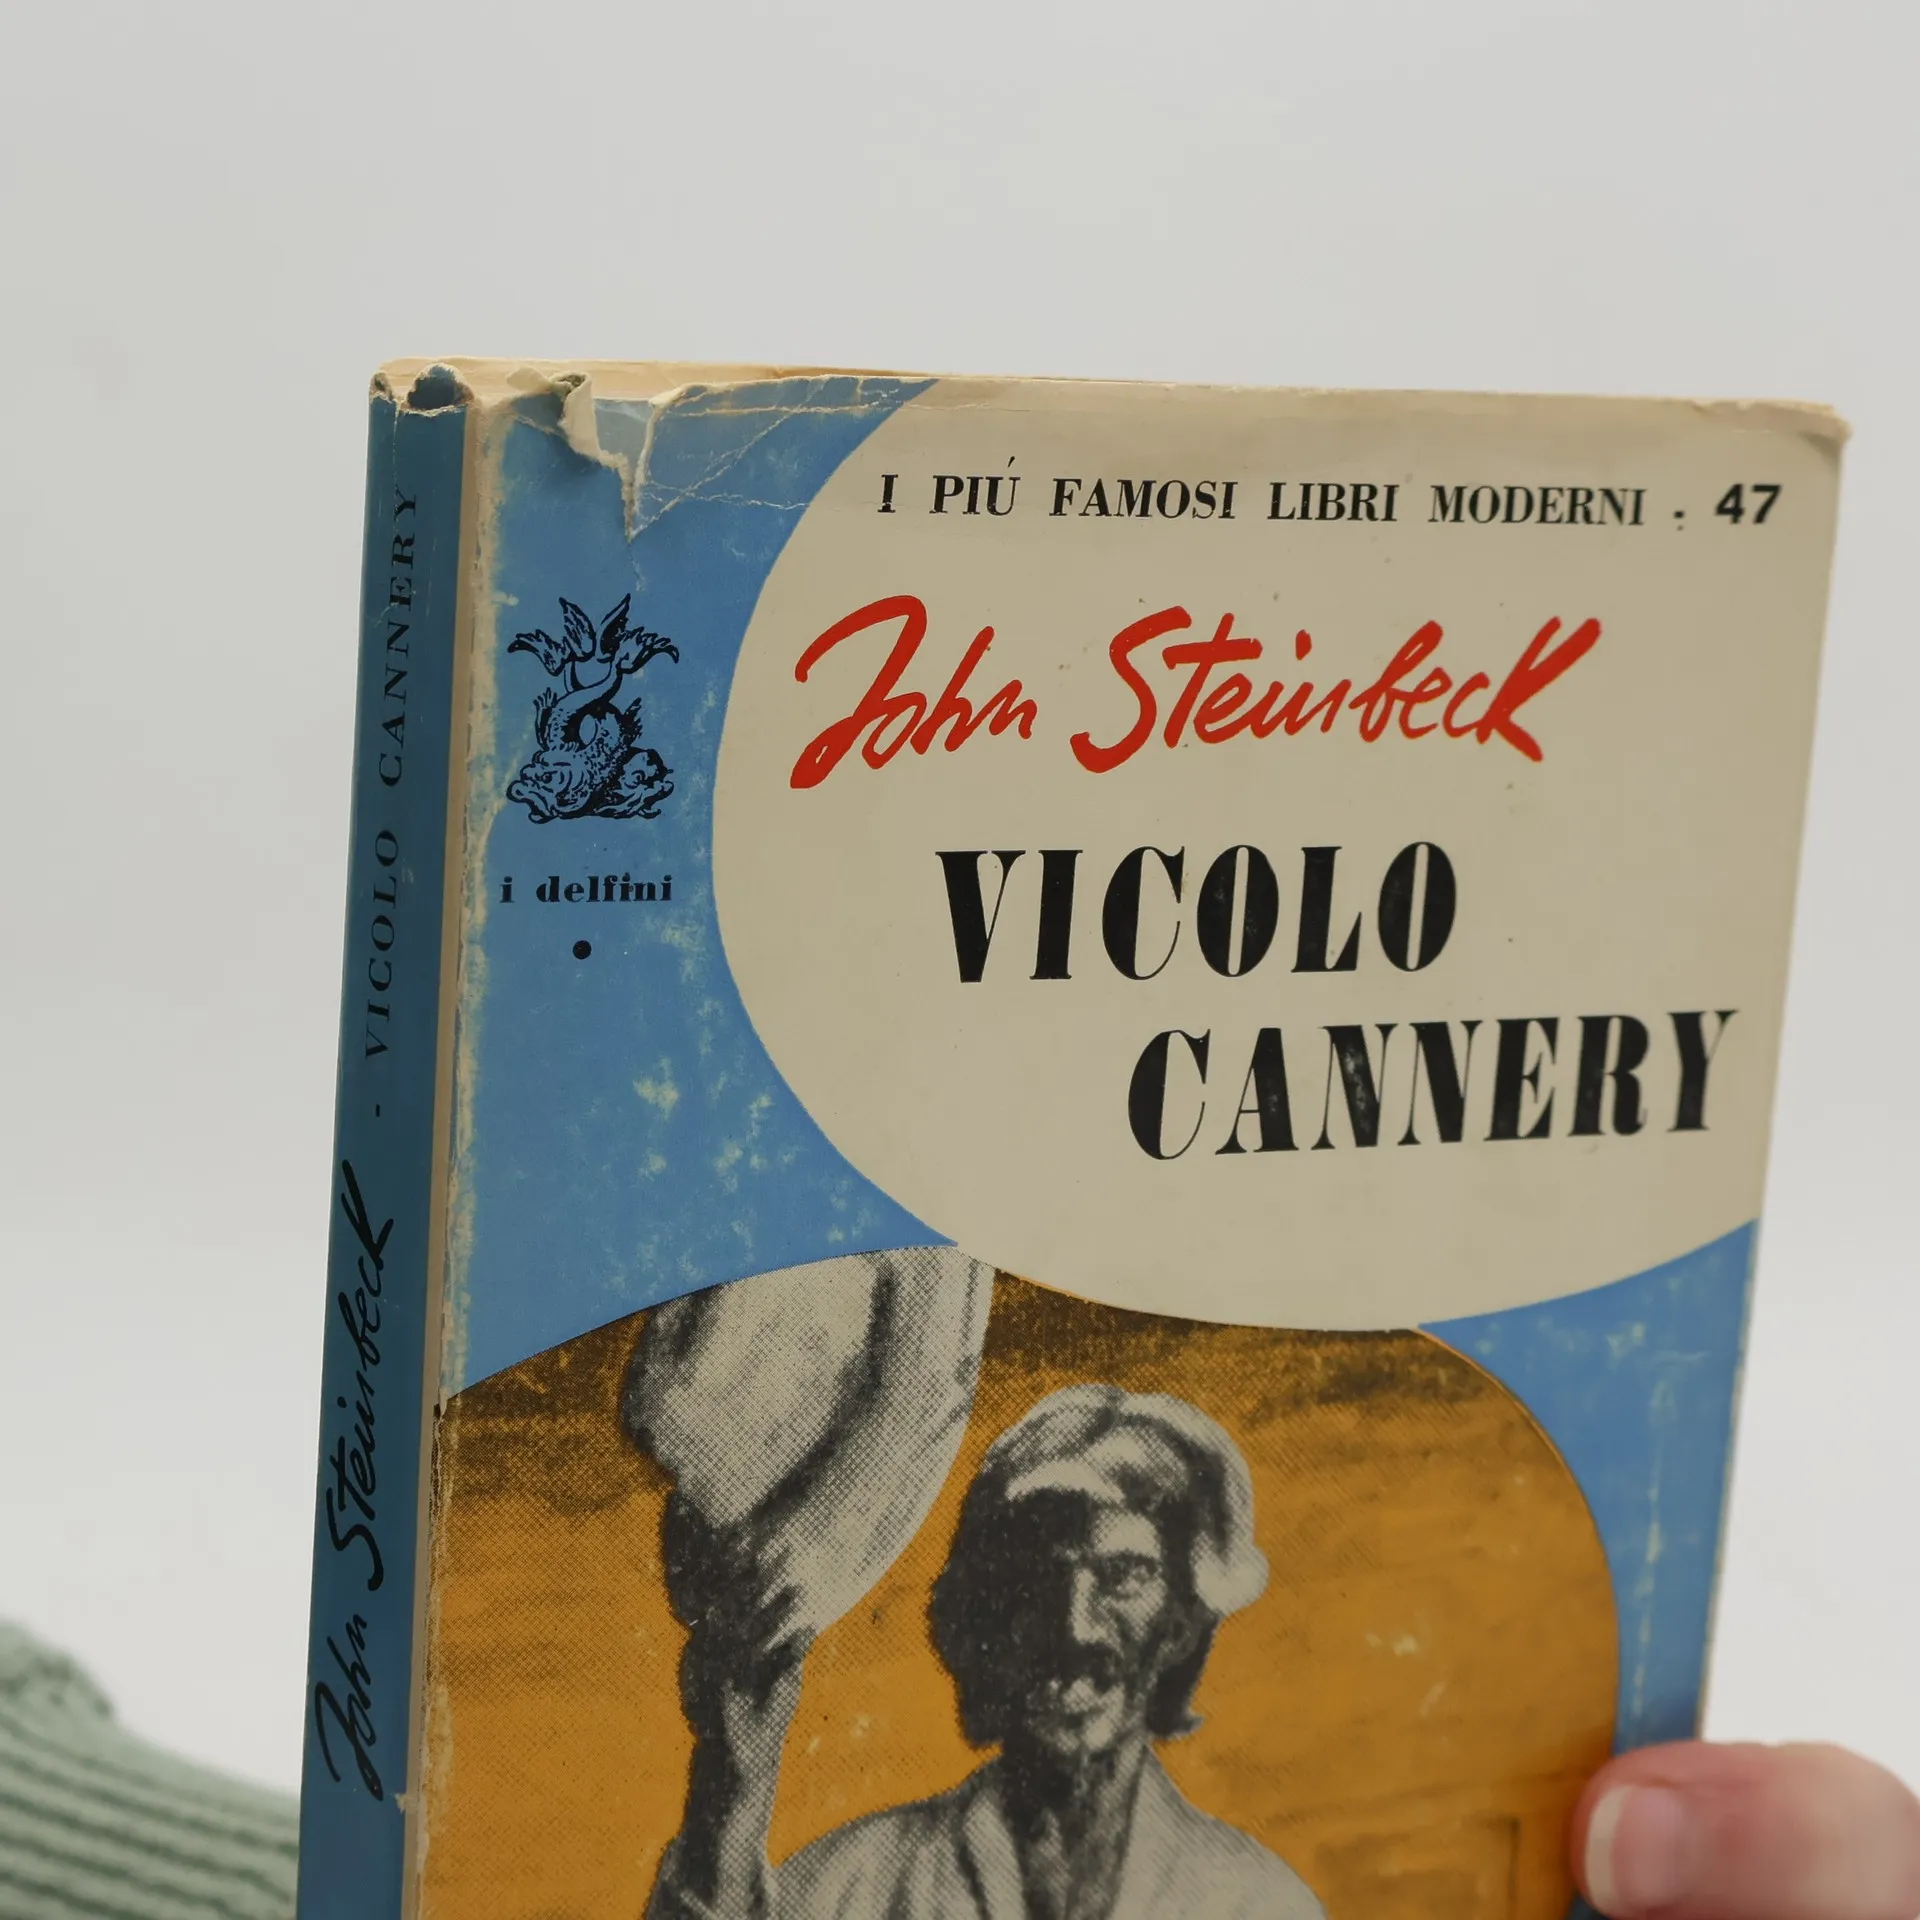 I PIÚ FAMOSI LIBRI MODERNI . 47
John Steinbeck
VICOLO
CANNERY
i delfini
John Steinbeck - VICOLO CANNERY